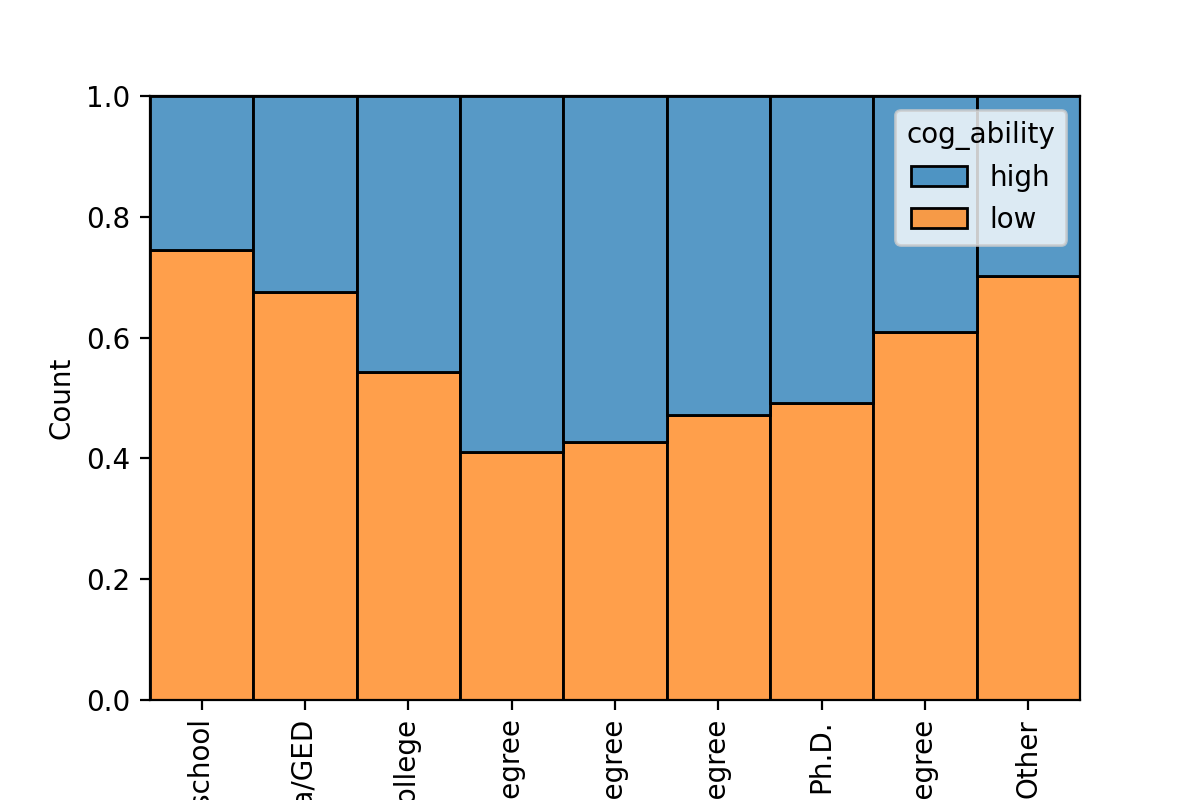 1.0
0.8
0.6
0.4
0.2
0.0
Count
cog_ability
high
low
school
a/GED
ollege
egree
egree
egree
Ph.D.
egree
Other